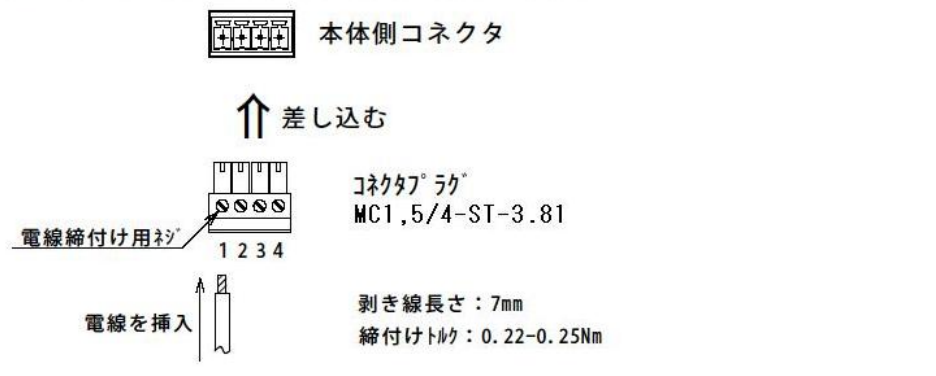 本体側コネクタ
差し込む
ｺﾈｸﾀﾌﾟﾗｸﾞ
MC1,5/4-ST-3.81
電線締付け用ﾈｼﾞ
1 2 3 4
電線を挿入
剥き線長さ：7mm
締付けﾄﾙｸ：0.22-0.25Nm